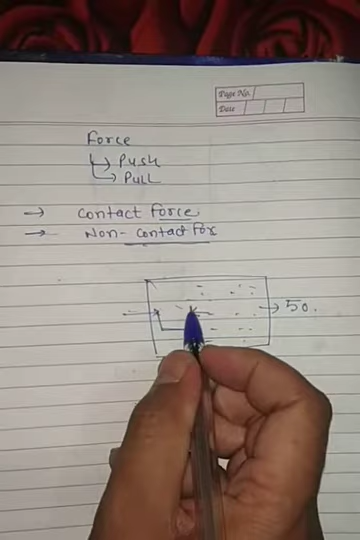 Page No.
Date
Force
→ Push
→ Pull
→ Contact force
→ Non-Contact For
→ 50.